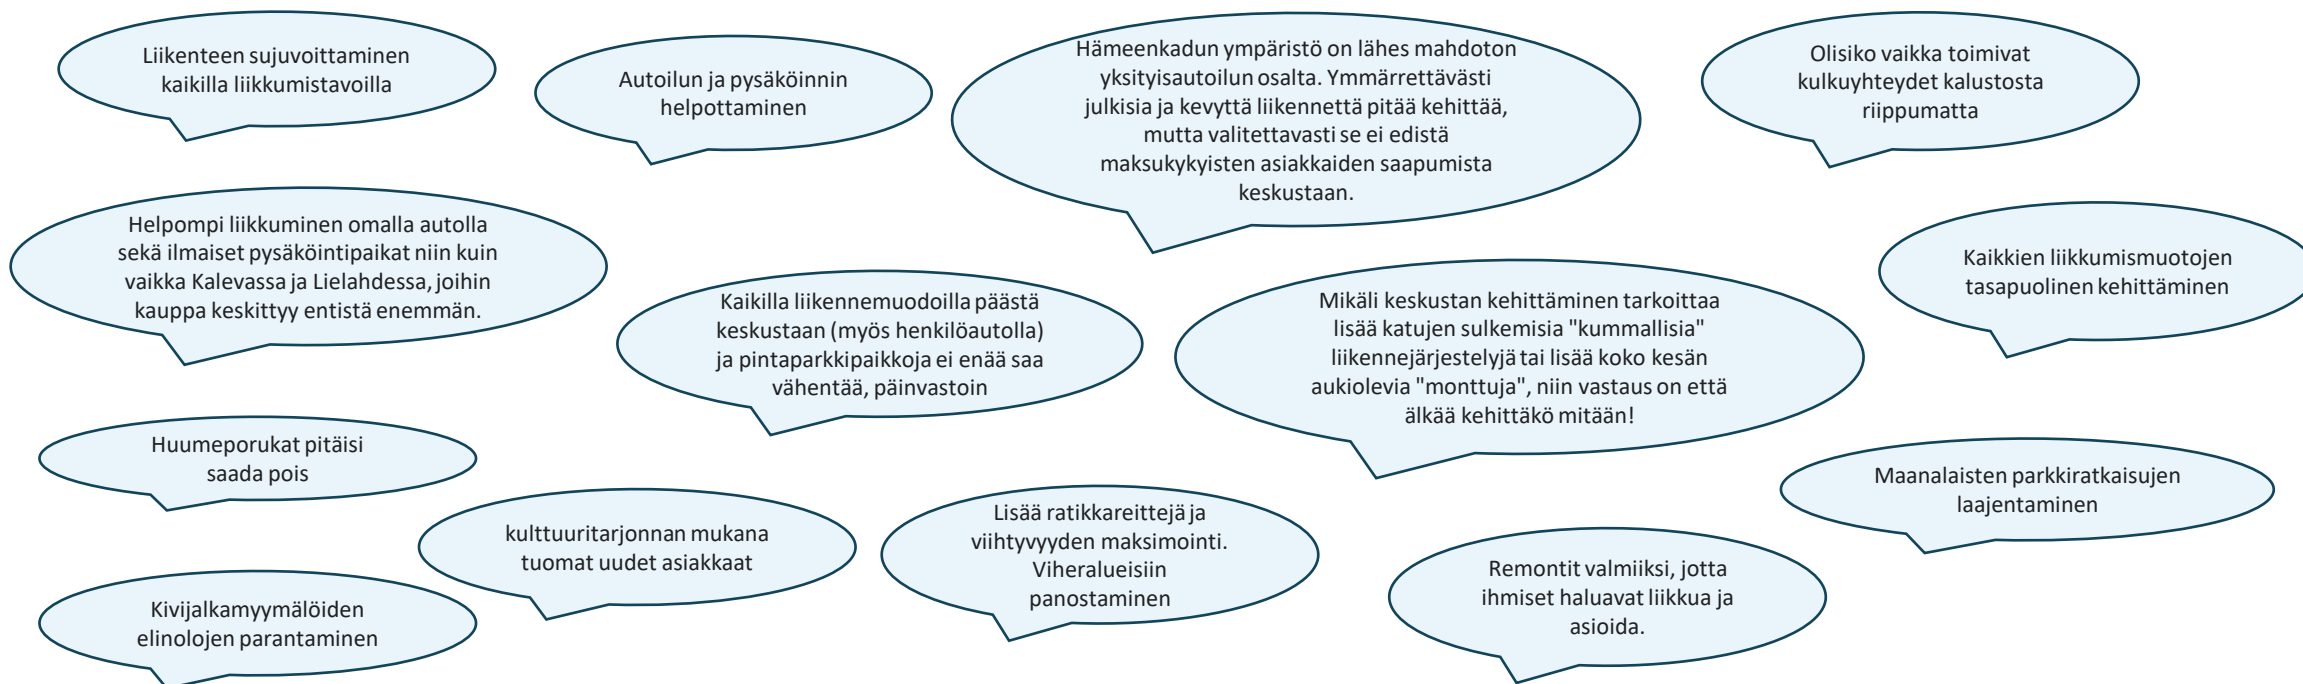 Liikenteen sujuvoittaminen
kaikilla liikkumistavoilla
Autoilun ja pysäköinnin
helpottaminen
Hämeenkadun ympäristö on lähes mahdoton
yksityisautoilun osalta. Ymmärrettävästi
julkisia ja kevyttä liikennettä pitää kehittää,
mutta valitettavasti se ei edistä
maksukykyisten asiakkaiden saapumista
keskustaan.
Olisiko vaikka toimivat
kulkuyhteydet kalustosta
riippumatta
Helpompi liikkuminen omalla autolla
sekä ilmaiset pysäköintipaikat niin kuin
vaikka Kalevassa ja Lielahdessa, joihin
kauppa keskittyy entistä enemmän.
Kaikilla liikennemuodoilla päästä
keskustaan (myös henkilöautolla)
ja pintaparkkipaikkoja ei enää saa
vähentää, päinvastoin
Mikäli keskustan kehittäminen tarkoittaa
lisää katujen sulkemisia "kummallisia"
liikennejärjestelyjä tai lisää koko kesän
aukiolevia "monttuja", niin vastaus on että
älkää kehittäkö mitään!
Kaikkien liikkumismuotojen
tasapuolinen kehittäminen
Huumeporukat pitäisi
saada pois
kulttuuritarjonnan mukana
tuomat uudet asiakkaat
Lisää ratikkareittejä ja
viihtyvyyden maksimointi.
Viheralueisiin
panostaminen
Maanalaisten parkkiratkaisujen
laajentaminen
Kivijalkamyymälöiden
elinolojen parantaminen
Remontit valmiiksi, jotta
ihmiset haluavat liikkua ja
asioida.